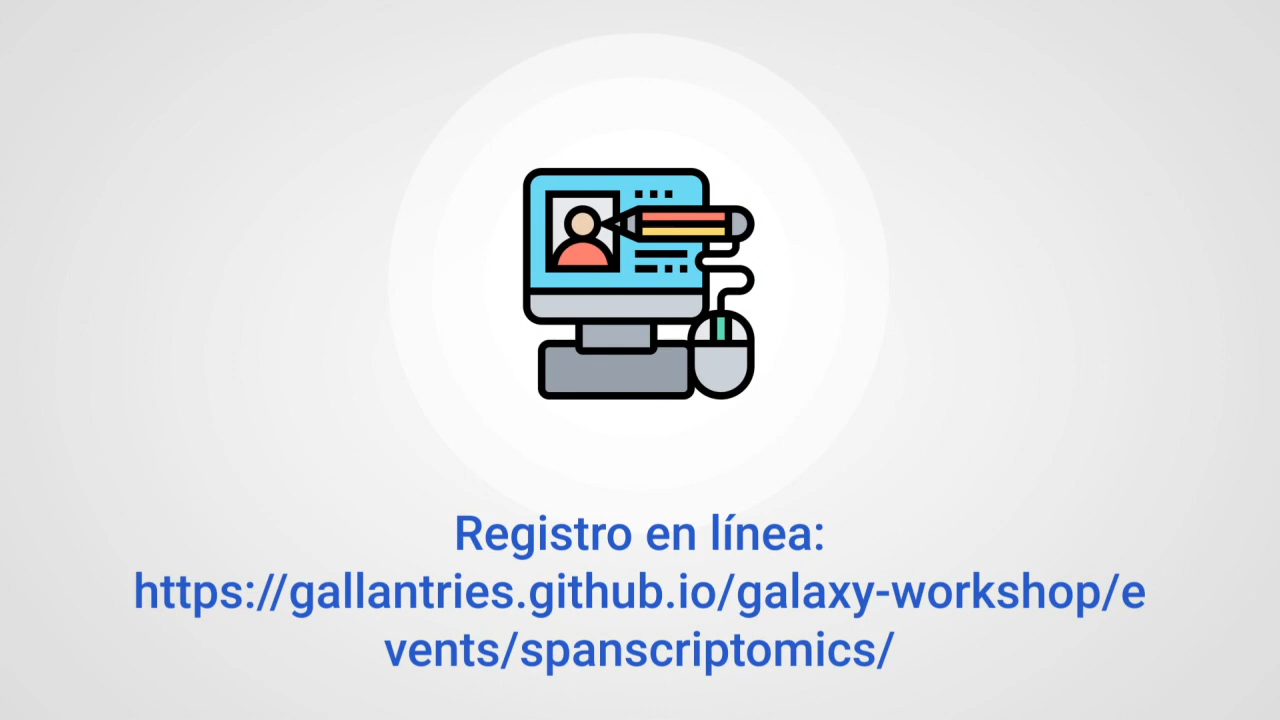 Registro en línea:
https://gallantries.github.io/galaxy-workshop/e
vents/spanscriptomics/